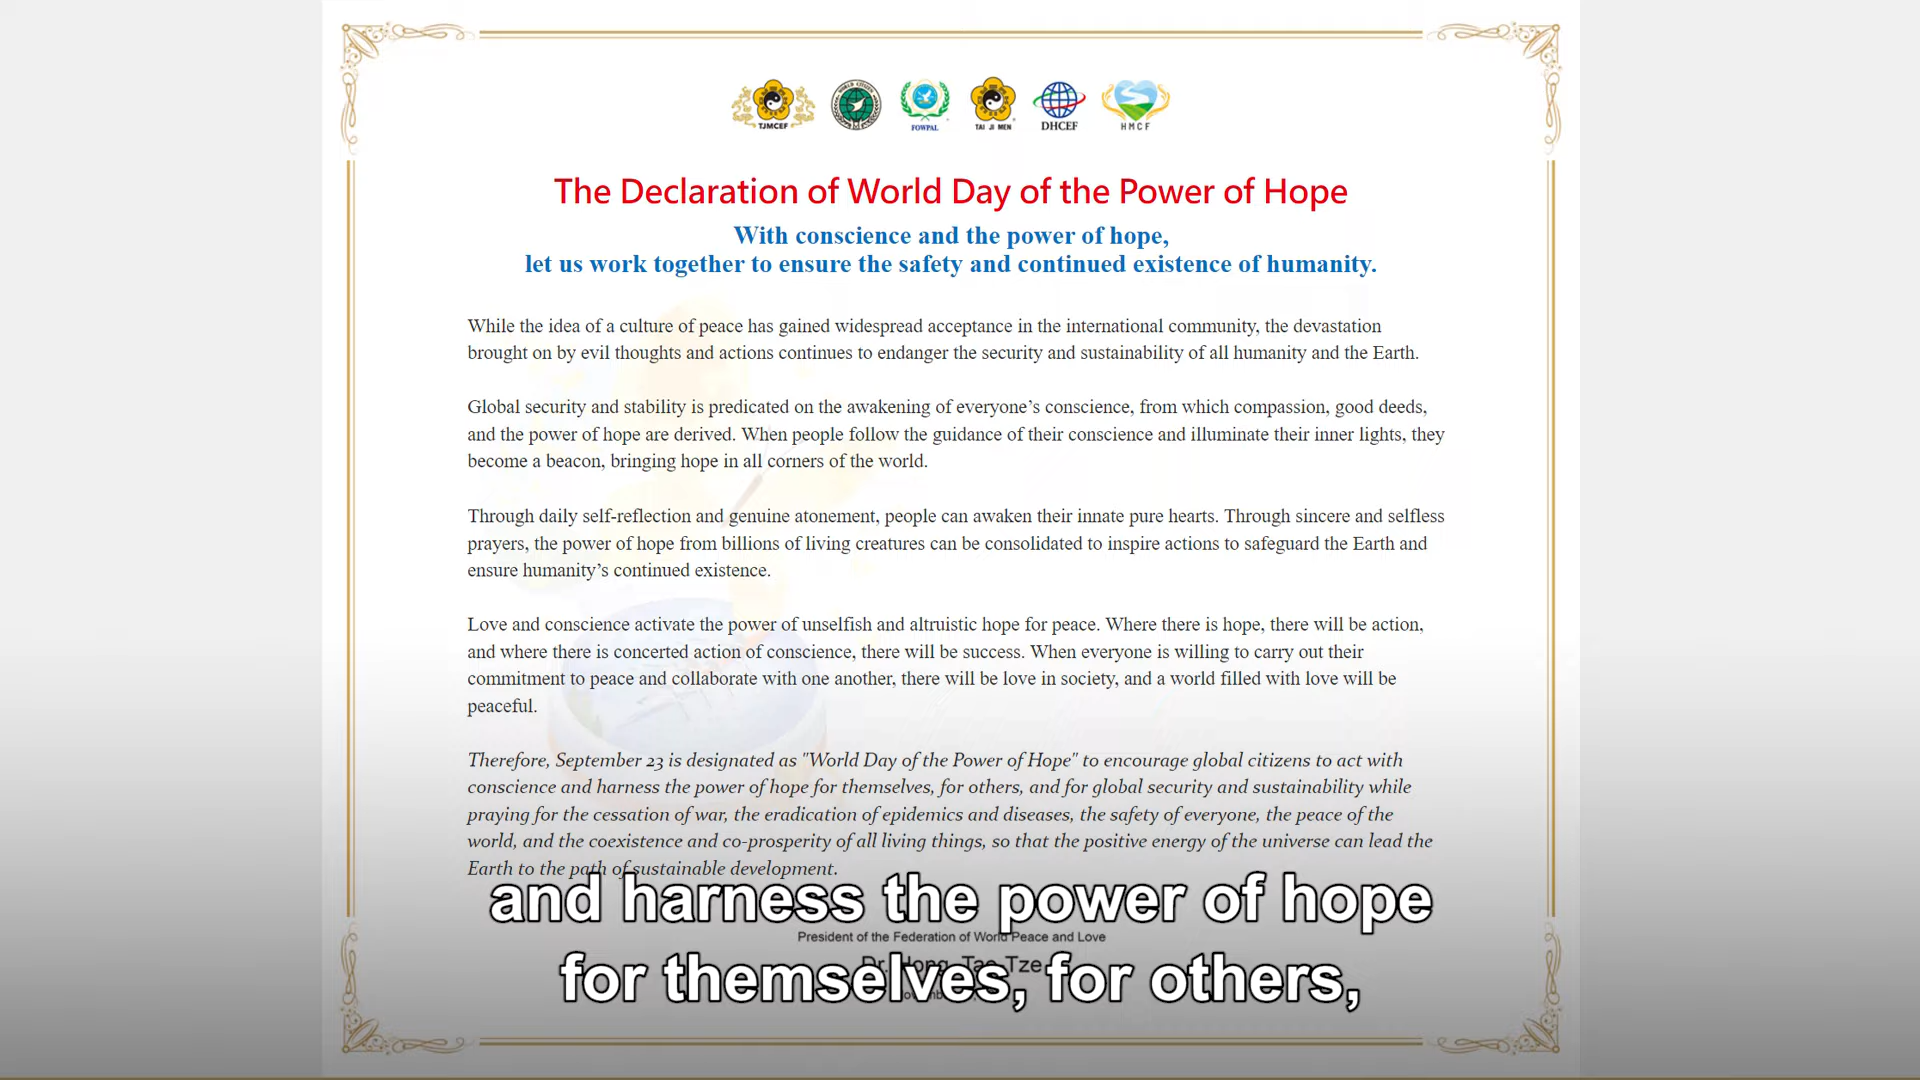 TJMCEF
WORLD CITIZEN
FOWPAL
TAI JI MEN
DHCEF
HMCF
The Declaration of World Day of the Power of Hope
With conscience and the power of hope,
let us work together to ensure the safety and continued existence of humanity.
While the idea of a culture of peace has gained widespread acceptance in the international community, the devastation
brought on by evil thoughts and actions continues to endanger the security and sustainability of all humanity and the Earth.
Global security and stability is predicated on the awakening of everyone’s conscience, from which compassion, good deeds,
and the power of hope are derived. When people follow the guidance of their conscience and illuminate their inner lights, they
become a beacon, bringing hope in all corners of the world.
Through daily self-reflection and genuine atonement, people can awaken their innate pure hearts. Through sincere and selfless
prayers, the power of hope from billions of living creatures can be consolidated to inspire actions to safeguard the Earth and
ensure humanity’s continued existence.
Love and conscience activate the power of unselfish and altruistic hope for peace. Where there is hope, there will be action,
and where there is concerted action of conscience, there will be success. When everyone is willing to carry out their
commitment to peace and collaborate with one another, there will be love in society, and a world filled with love will be
peaceful.
Therefore, September 23 is designated as "World Day of the Power of Hope" to encourage global citizens to act with
conscience and harness the power of hope for themselves, for others, and for global security and sustainability while
praying for the cessation of war, the eradication of epidemics and diseases, the safety of everyone, the peace of the
world, and the coexistence and co-prosperity of all living things, so that the positive energy of the universe can lead the
Earth to the path of sustainable development.
and harness the power of hope
President of the Federation of World Peace and Love
Dr. Hong, Tao-Tze
for themselves, for others,